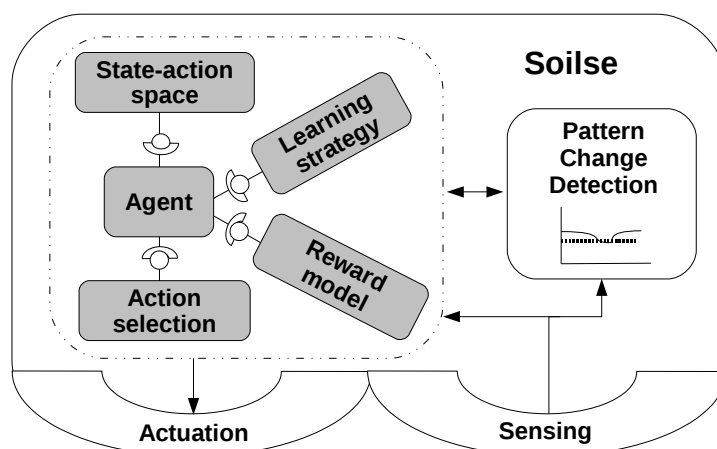 Soilse
State-action
space
Learning
strategy
Agent
Reward
model
Action
selection
Pattern
Change
Detection
Actuation
Sensing